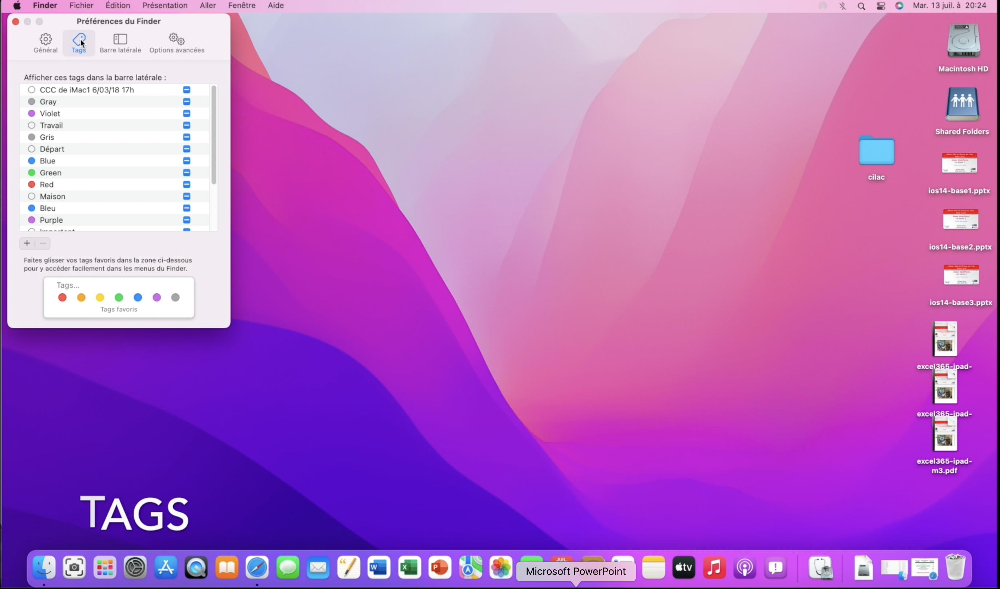 Finder Fichier Édition Présentation Aller Fenêtre Aide
Mar. 13 juil. à 20:24
Préférences du Finder
Général
Tags
Barre latérale
Options avancées
Afficher ces tags dans la barre latérale :
CCC de iMac1 6/03/18 17h
Gray
Violet
Travail
Gris
Départ
Blue
Green
Red
Maison
Bleu
Purple
Important
+ −
Faites glisser vos tags favoris dans la zone ci-dessous
pour y accéder facilement dans les menus du Finder.
Tags...
Tags favoris
Macintosh HD
Shared Folders
cilac
ios14-base1.pptx
ios14-base2.pptx
ios14-base3.pptx
excel365-ipad-
excel365-ipad-
excel365-ipad-
m3.pdf
TAGS
W
X
P
JUIL.
tv
Microsoft PowerPoint